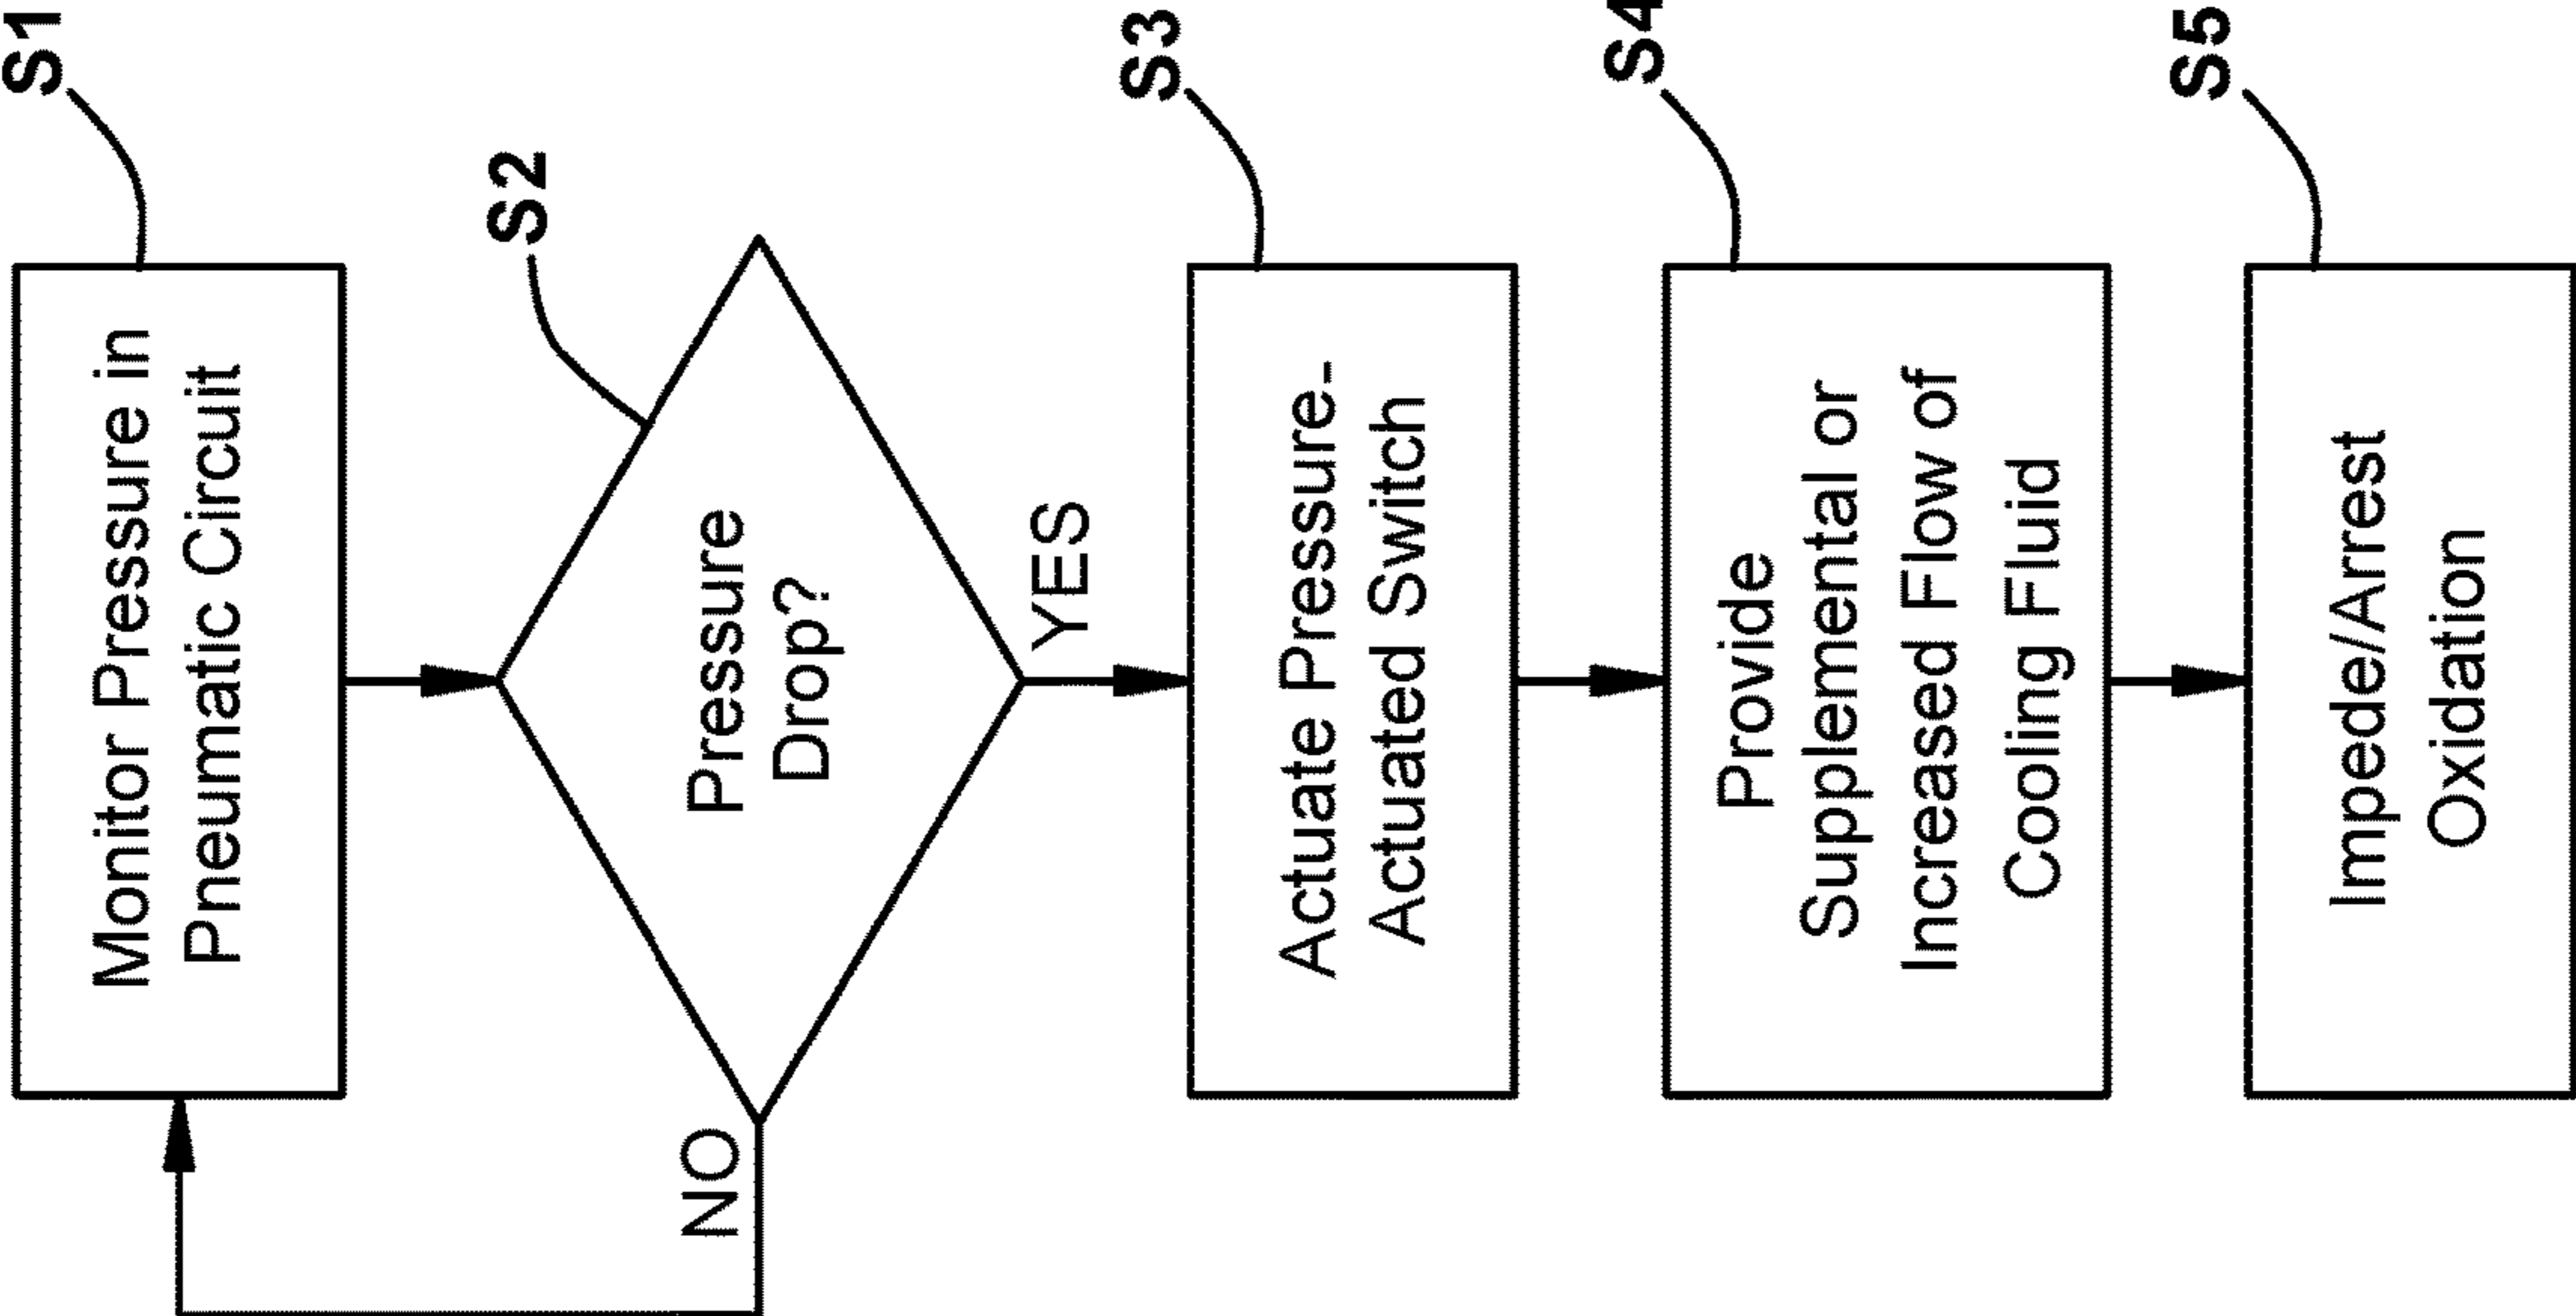 S1
Monitor Pressure in
Pneumatic Circuit
S2
Pressure
Drop?
NO
YES
S3
Actuate Pressure-
Actuated Switch
S4
Provide
Supplemental or
Increased Flow of
Cooling Fluid
S5
Impede/Arrest
Oxidation